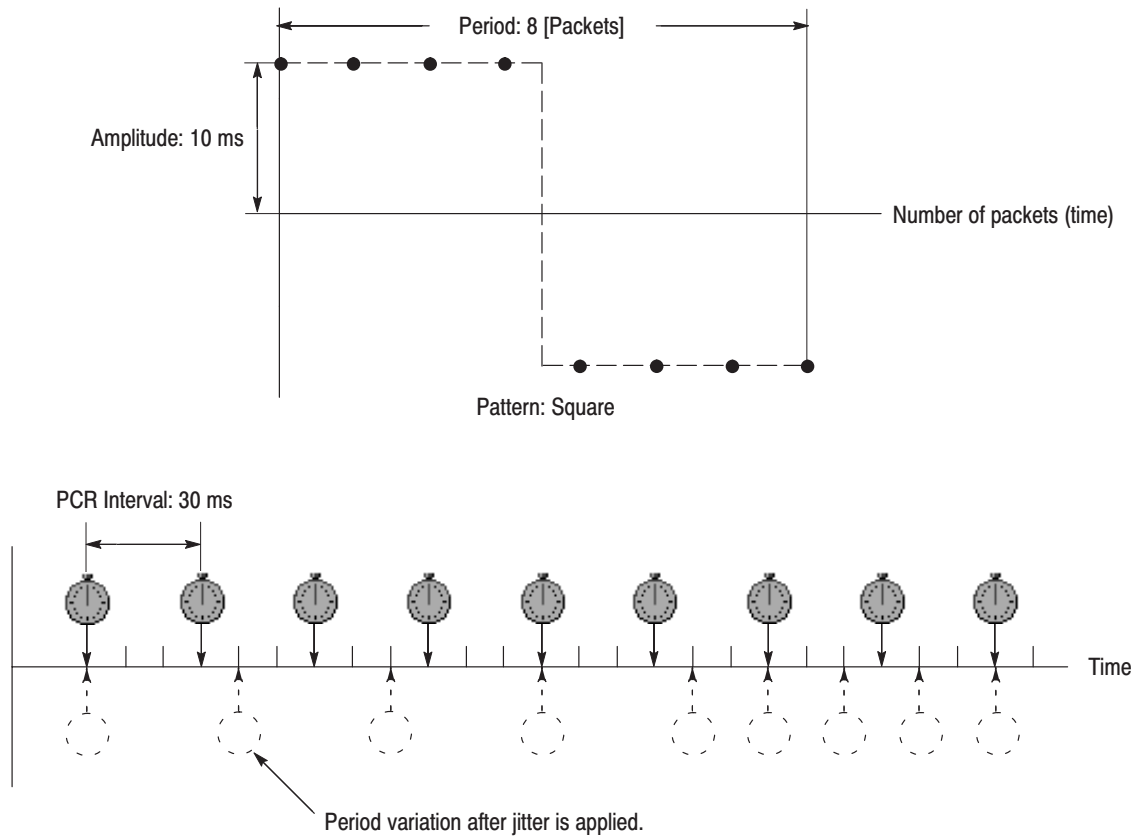 Period: 8 [Packets]
Amplitude: 10 ms
Number of packets (time)
Pattern: Square
PCR Interval: 30 ms
Time
Period variation after jitter is applied.